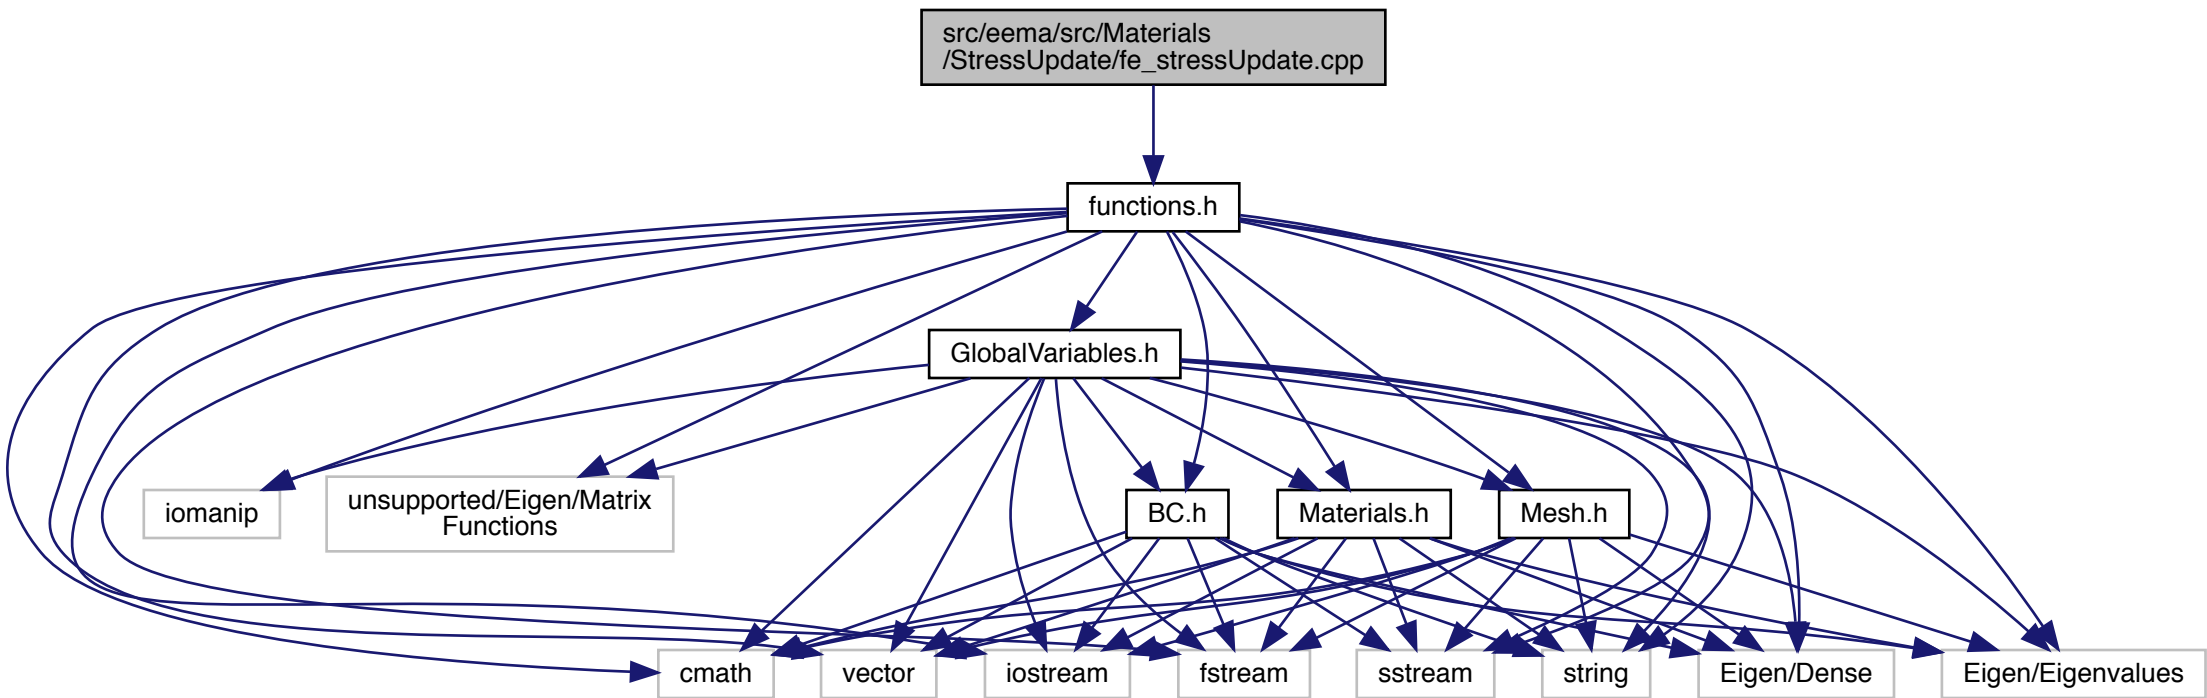 src/eema/src/Materials
/StressUpdate/fe_stressUpdate.cpp
functions.h
GlobalVariables.h
iomanip
unsupported/Eigen/Matrix
Functions
BC.h
Materials.h
Mesh.h
cmath
vector
iostream
fstream
sstream
string
Eigen/Dense
Eigen/Eigenvalues